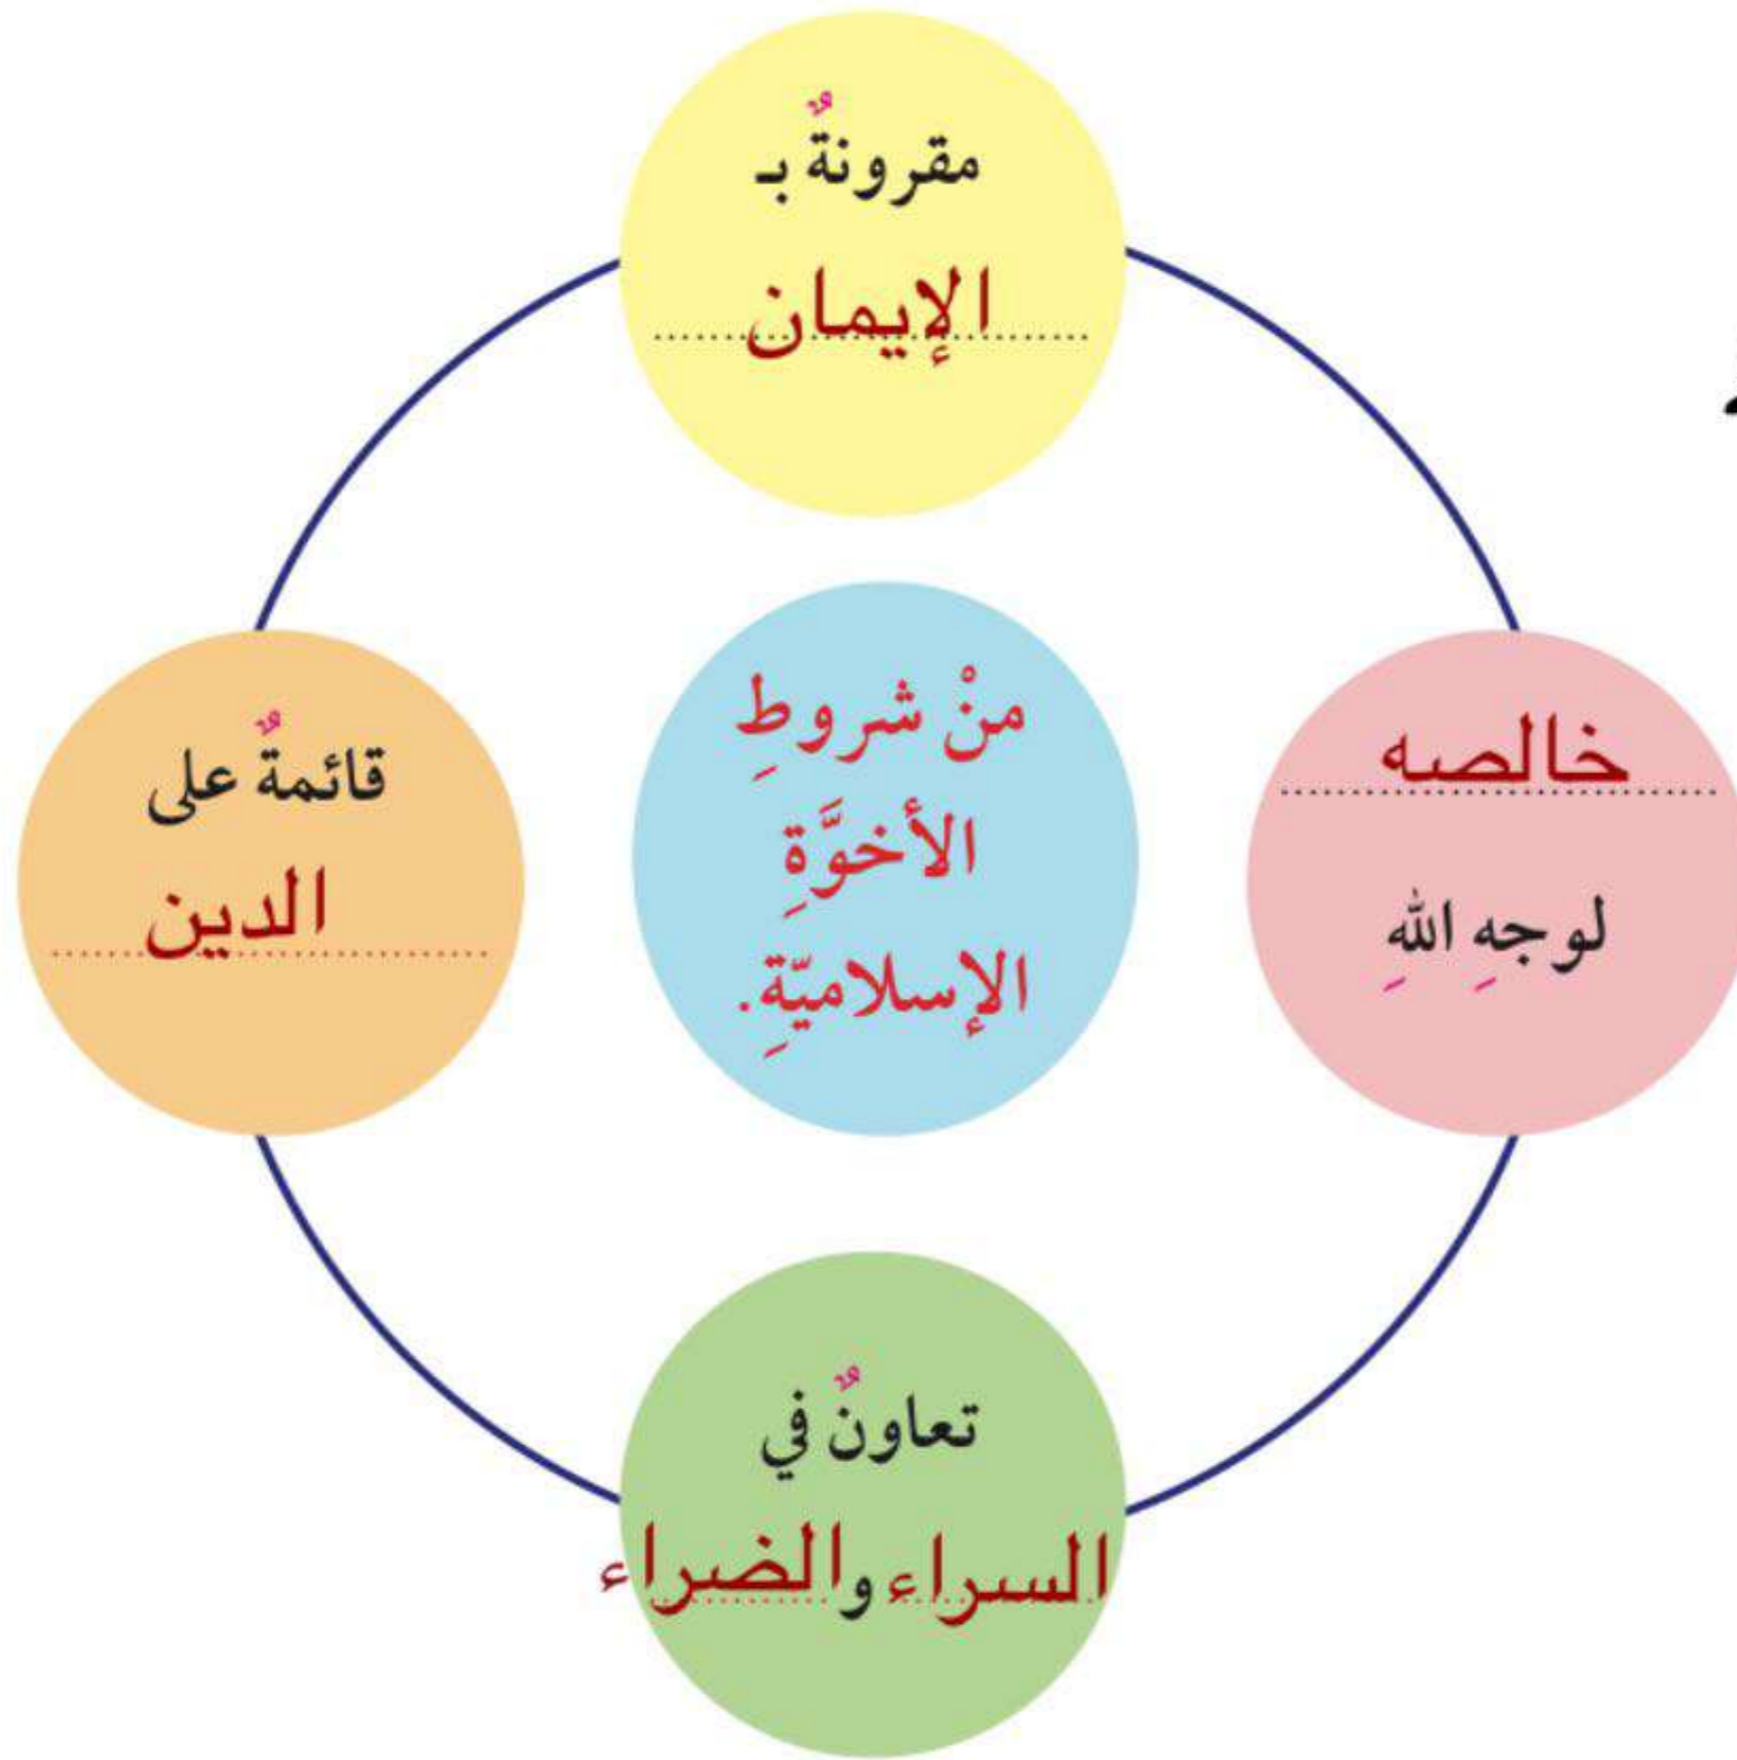 مقرونةٌ بـ
الإيمان
منْ شروطِ
الأخوَّةِ
الإسلاميّةِ.
خالصه
لوجهِ اللهِ
قائمةٌ على
الدين
تعاونٌ في
السراء والضراء